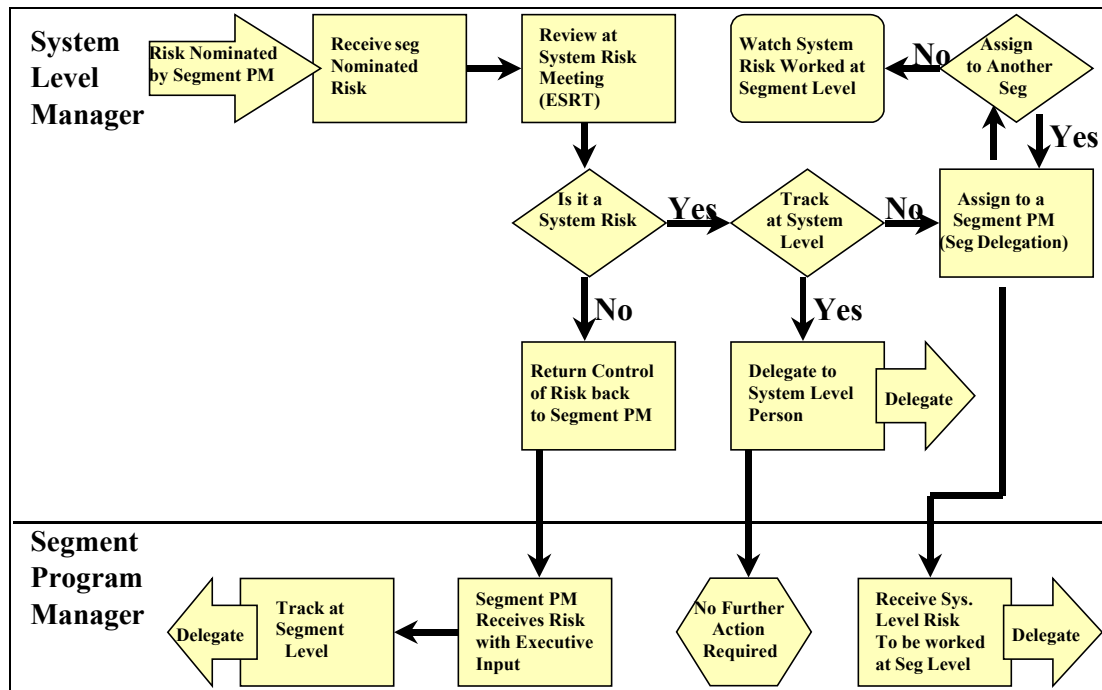 System
Level
Manager
Risk Nominated
by Segment PM
Receive seg
Nominated
Risk
Review at
System Risk
Meeting
(ESRT)
Watch System
Risk Worked at
Segment Level
No
Assign
to Another
Seg
Yes
Is it a
System Risk
Yes
Track
at System
Level
No
Assign to a
Segment PM
(Seg Delegation)
No
Yes
Return Control
of Risk back
to Segment PM
Delegate to
System Level
Person
Delegate
Segment
Program
Manager
Delegate
Track at
Segment
Level
Segment PM
Receives Risk
with Executive
Input
No Further
Action
Required
Receive Sys.
Level Risk
To be worked
at Seg Level
Delegate